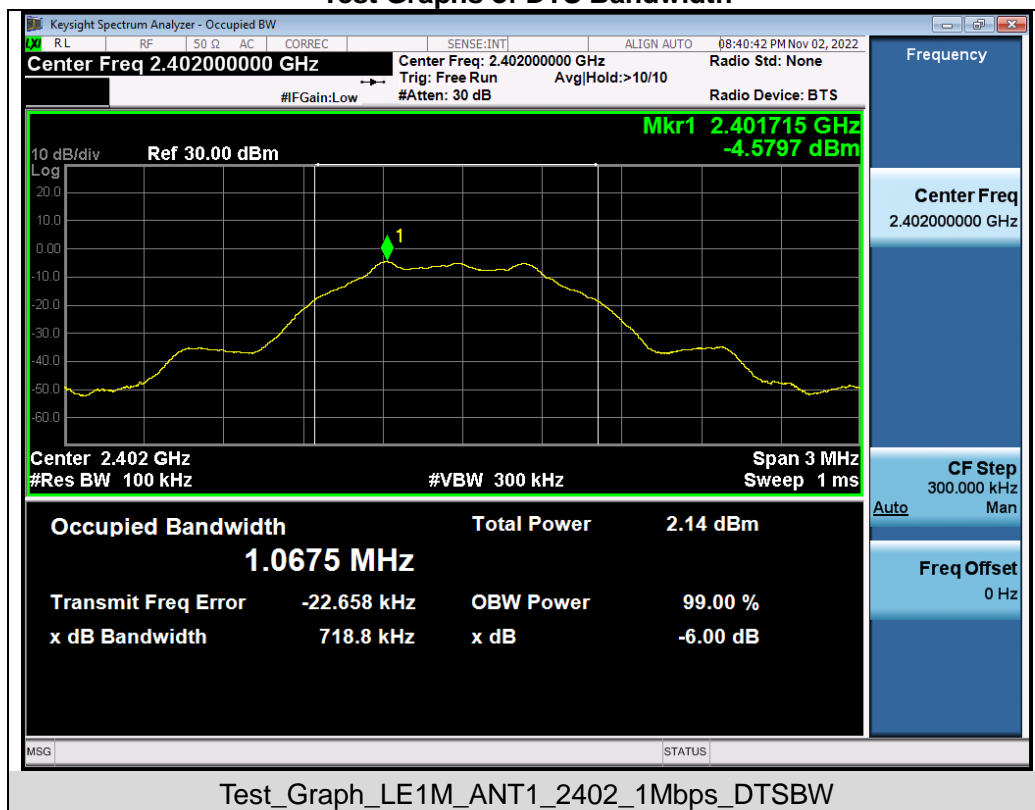 Test Graphs of DTS Bandwidth
Keysight Spectrum Analyzer - Occupied BW
LXI RL RF 50 Ω AC CORREC SENSE:INT ALIGN AUTO 08:40:42 PM Nov 02, 2022
Center Freq 2.402000000 GHz
Center Freq: 2.402000000 GHz
Radio Std: None
Trig: Free Run Avg|Hold:>10/10
#IFGain:Low
#Atten: 30 dB
Radio Device: BTS
Mkr1 2.401715 GHz
-4.5797 dBm
10 dB/div Ref 30.00 dBm
Log
20.0
10.0
0.00
-10.0
-20.0
-30.0
-40.0
-50.0
-60.0
1
Center 2.402 GHz Span 3 MHz
#Res BW 100 kHz #VBW 300 kHz Sweep 1 ms
Occupied Bandwidth
1.0675 MHz
Total Power 2.14 dBm
Transmit Freq Error -22.658 kHz OBW Power 99.00 %
x dB Bandwidth 718.8 kHz x dB -6.00 dB
Frequency
Center Freq
2.402000000 GHz
CF Step
300.000 kHz
Auto Man
Freq Offset
0 Hz
MSG STATUS
Test_Graph_LE1M_ANT1_2402_1Mbps_DTSBW